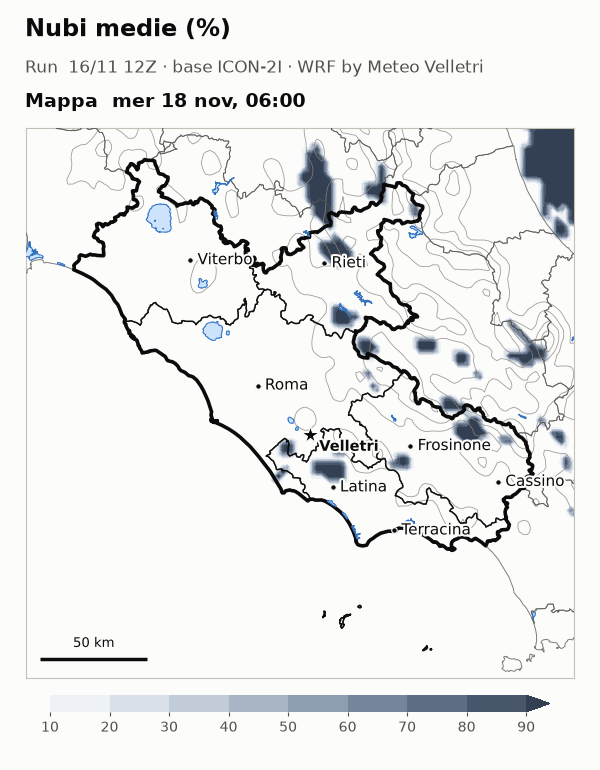 Nubi medie (%)
Run  16/11 12Z · base ICON-2I · WRF by Meteo Velletri
Mappa  mer 18 nov, 06:00
Viterbo
Rieti
Roma
Velletri
Frosinone
Latina
Cassino
Terracina
50 km
10 20 30 40 50 60 70 80 90